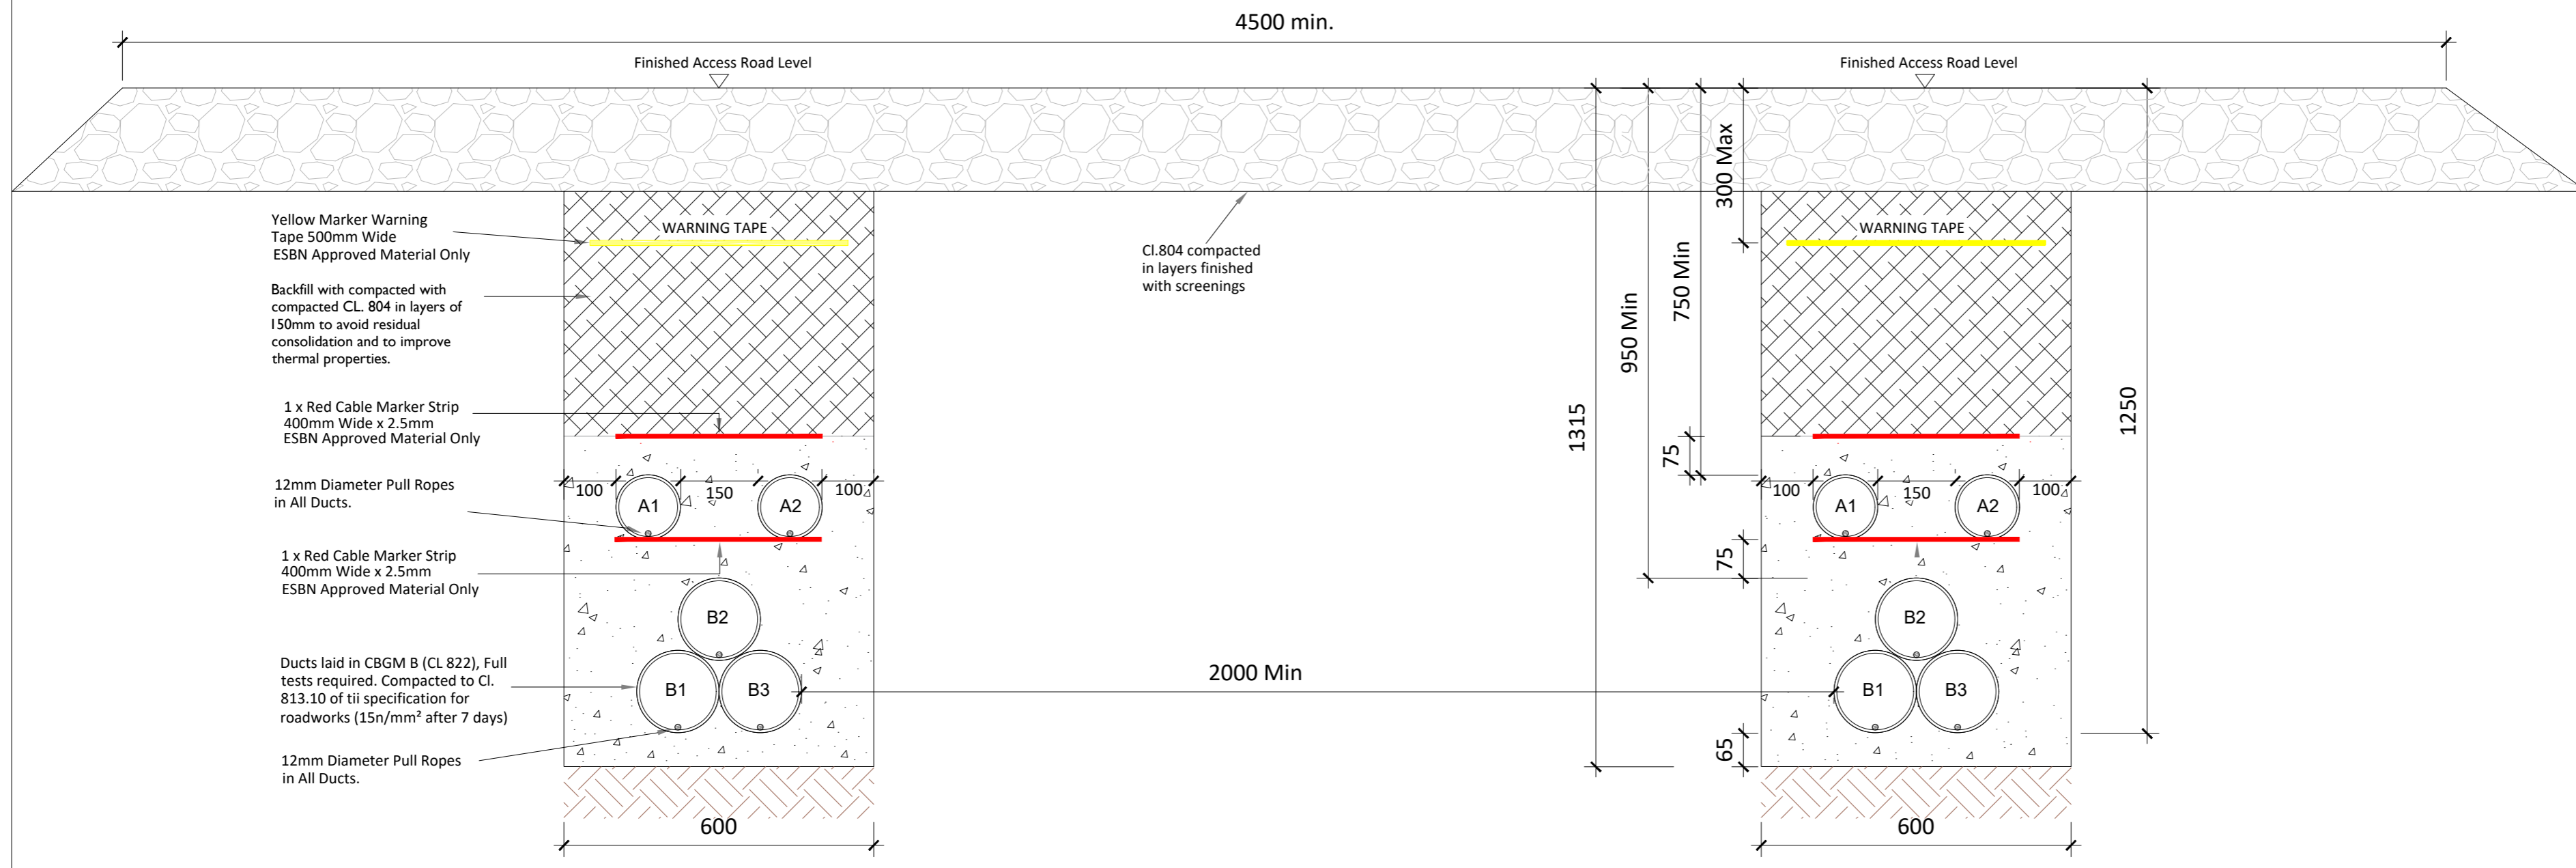 4500 min.
Finished Access Road Level
Finished Access Road Level
Yellow Marker Warning
Tape 500mm Wide
ESBN Approved Material Only
Backfill with compacted with
compacted CL. 804 in layers of
150mm to avoid residual
consolidation and to improve
thermal properties.
1 x Red Cable Marker Strip
400mm Wide x 2.5mm
ESBN Approved Material Only
12mm Diameter Pull Ropes
in All Ducts.
1 x Red Cable Marker Strip
400mm Wide x 2.5mm
ESBN Approved Material Only
Ducts laid in CBGM B (CL 822), Full
tests required. Compacted to Cl.
813.10 of tii specification for
roadworks (15n/mm² after 7 days)
12mm Diameter Pull Ropes
in All Ducts.
WARNING TAPE
100
150
100
A1
A2
B2
B1
B3
600
Cl.804 compacted
in layers finished
with screenings
2000 Min
1315
950 Min
750 Min
300 Max
75
75
65
WARNING TAPE
100
150
100
A1
A2
B2
B1
B3
600
1250